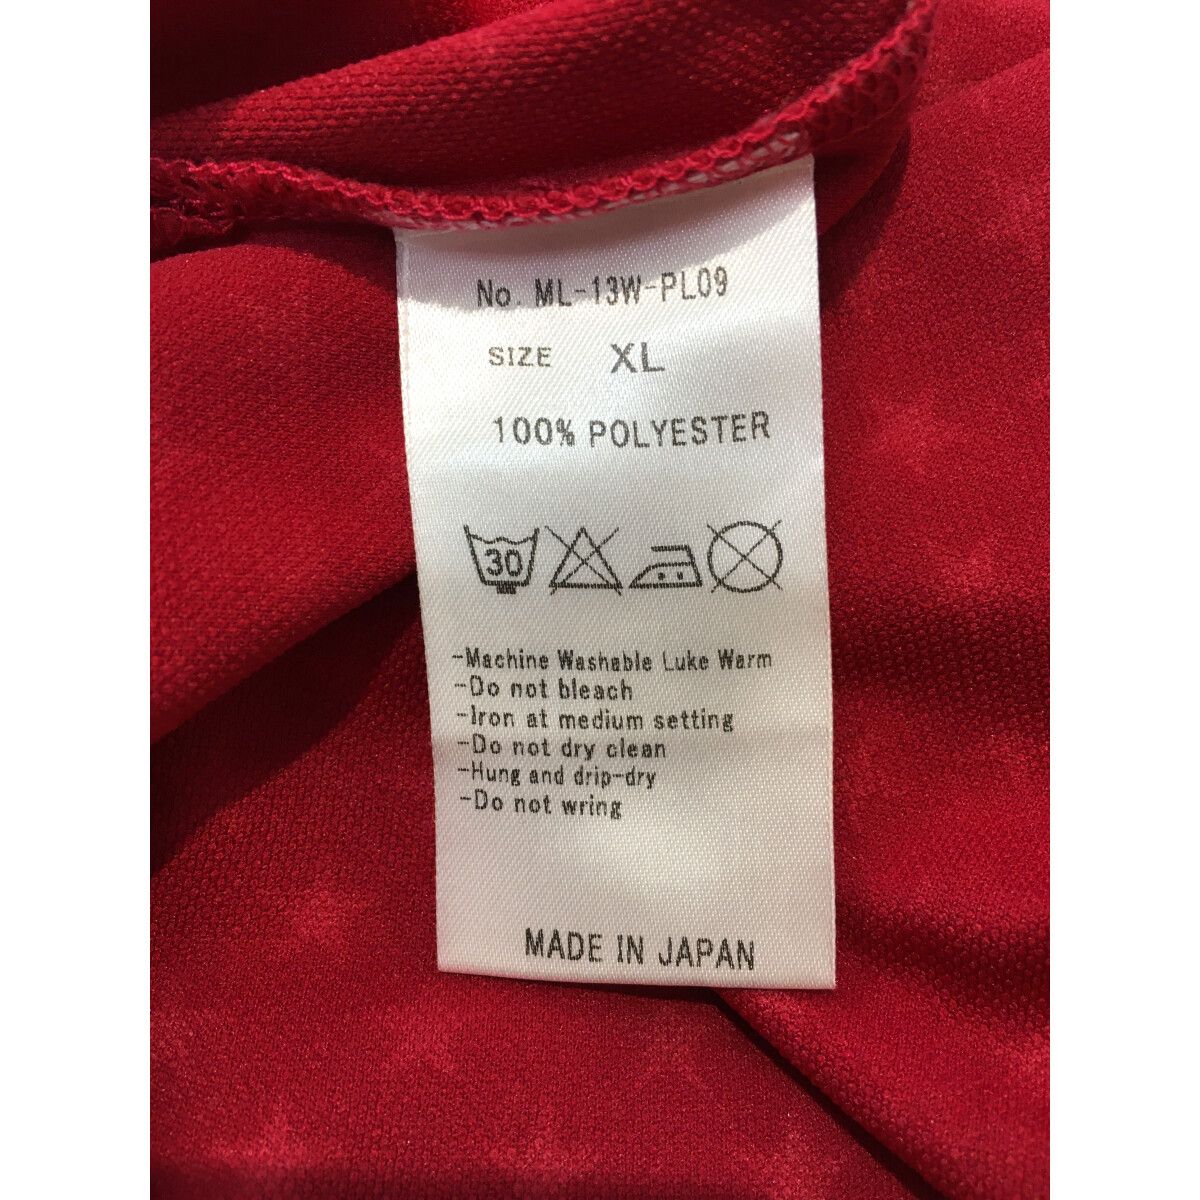 No. ML-13W-PL09
SIZE XL
100% POLYESTER
30
-Machine Washable Luke Warm
-Do not bleach
-Iron at medium setting
-Do not dry clean
-Hung and drip-dry
-Do not wring
MADE IN JAPAN